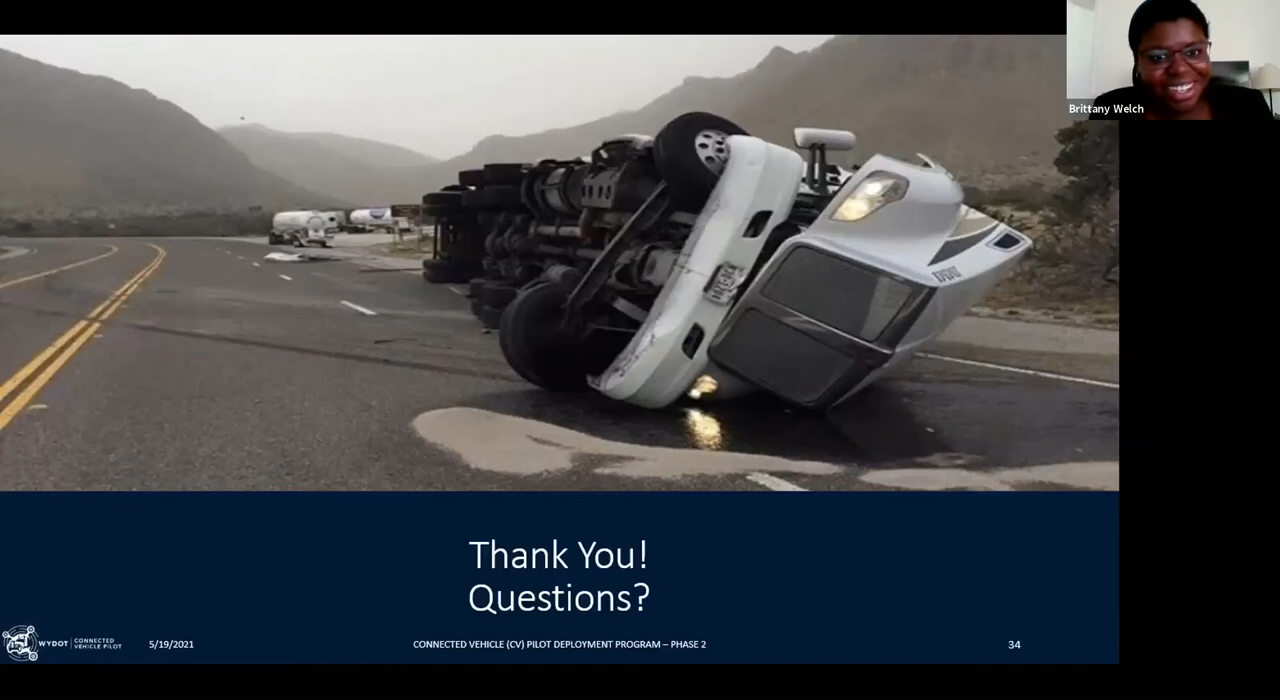 Brittany Welch
Thank You!
Questions?
WYDOT | CONNECTED
VEHICLE PILOT
5/19/2021
CONNECTED VEHICLE (CV) PILOT DEPLOYMENT PROGRAM – PHASE 2
34